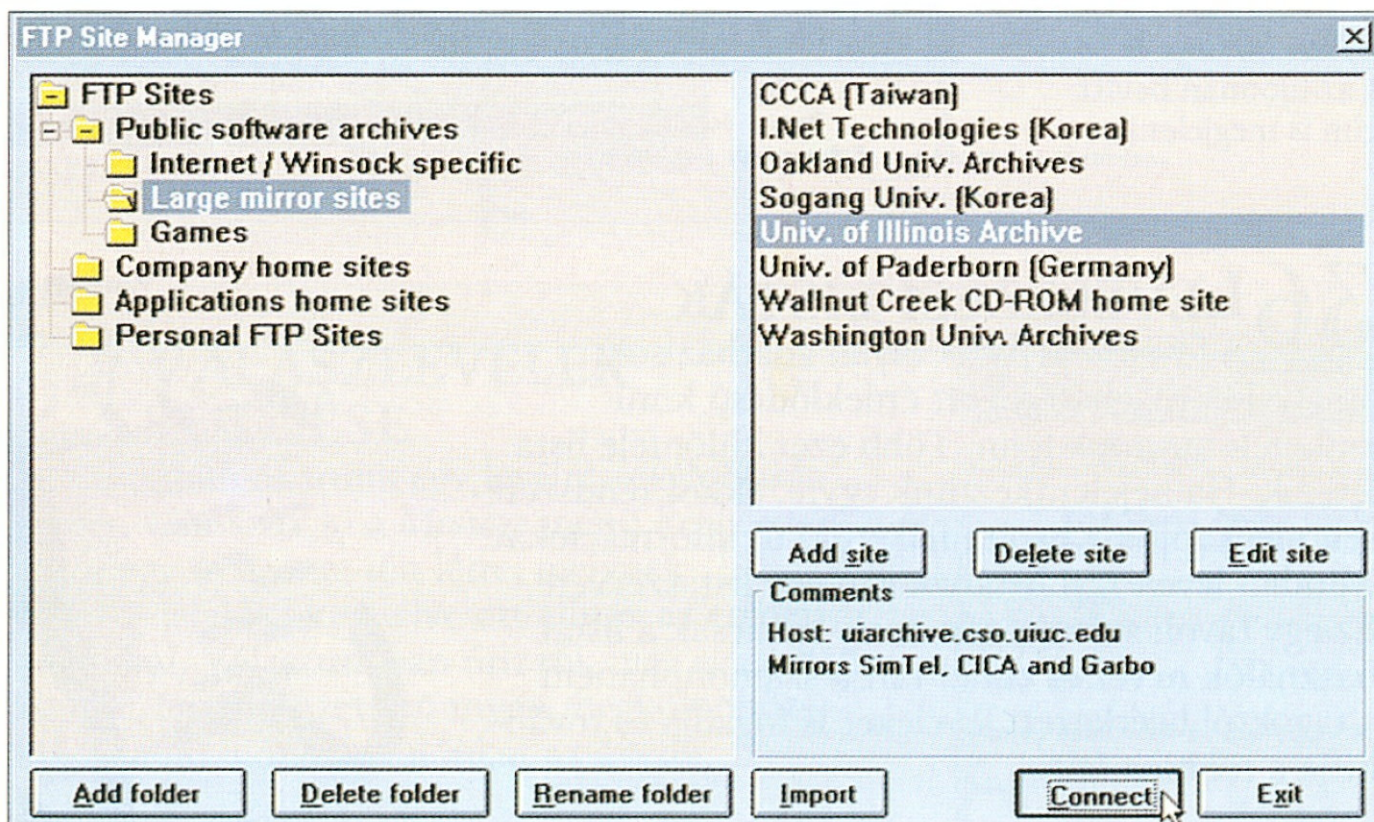 FTP Site Manager
FTP Sites
Public software archives
Internet / Winsock specific
Large mirror sites
Games
Company home sites
Applications home sites
Personal FTP Sites
CCCA (Taiwan)
I.Net Technologies (Korea)
Oakland Univ. Archives
Sogang Univ. (Korea)
Univ. of Illinois Archive
Univ. of Paderborn (Germany)
Wallnut Creek CD-ROM home site
Washington Univ. Archives
Add site
Delete site
Edit site
Comments
Host: uiarchive.cso.uiuc.edu
Mirrors SimTel, CICA and Garbo
Add folder
Delete folder
Rename folder
Import
Connect
Exit